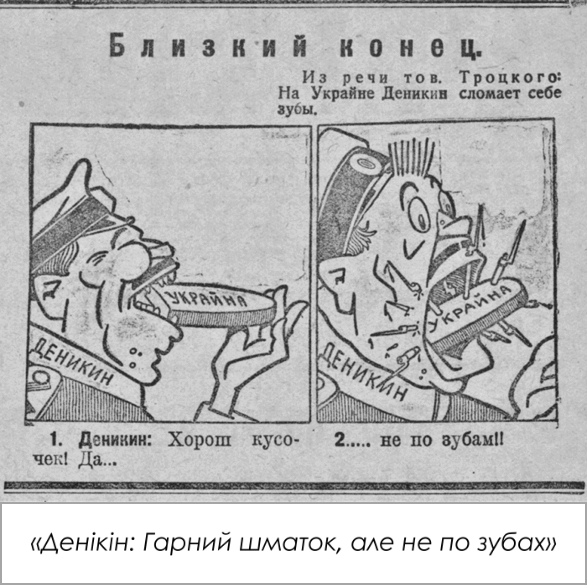 Близкий конец.
Из речи тов. Троцкого:
На Украйне Деникин сломает себе
зубы.
УКРАЙНА
ДЕНИКИН
УКРАЙНА
ДЕНИКИН
1. Деникин: Хорош кусо-
чек! Да...
2..... не по зубам!!
«Денікін: Гарний шматок, але не по зубах»